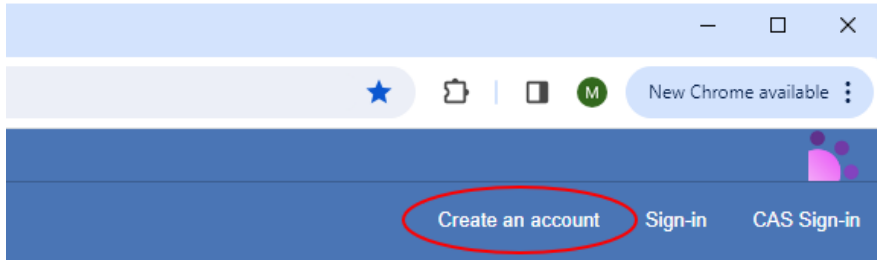 M
New Chrome available
Create an account
Sign-in
CAS Sign-in